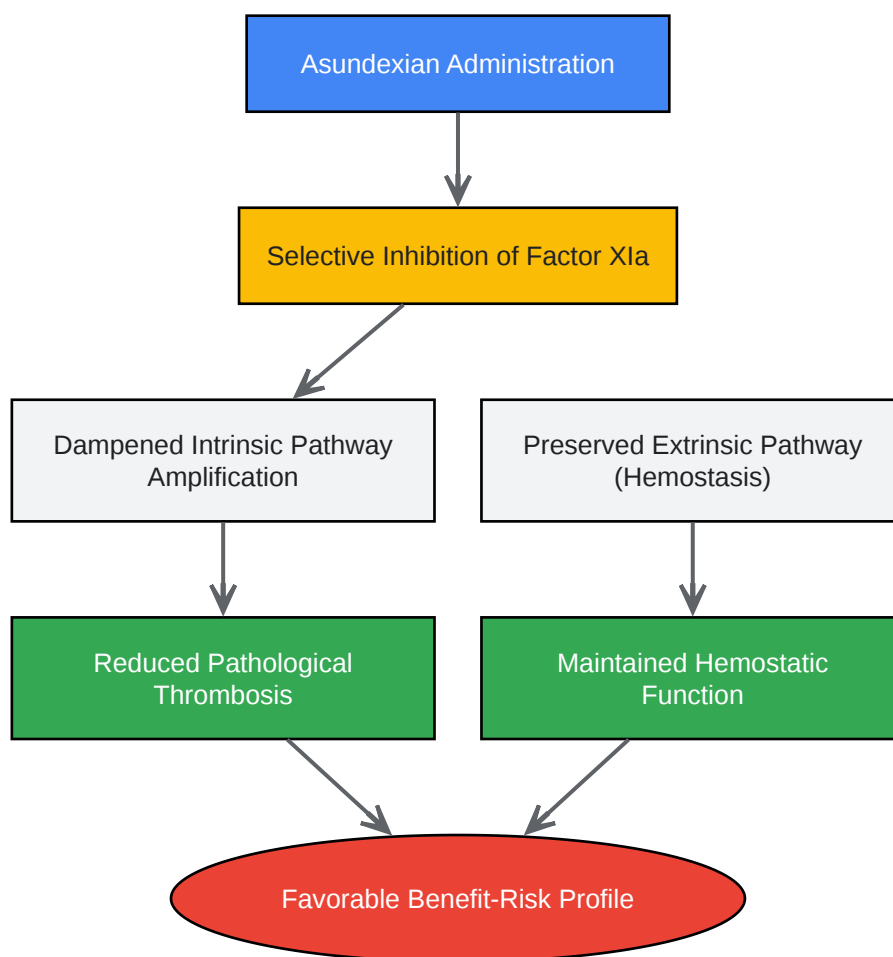 Asundexian Administration
Selective Inhibition of Factor XIa
Dampened Intrinsic Pathway
Amplification
Preserved Extrinsic Pathway
(Hemostasis)
Reduced Pathological
Thrombosis
Maintained Hemostatic
Function
Favorable Benefit-Risk Profile